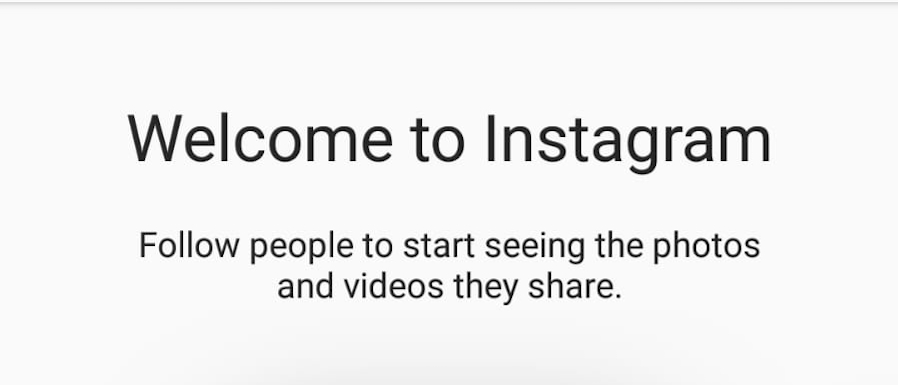 Welcome to Instagram
Follow people to start seeing the photos
and videos they share.